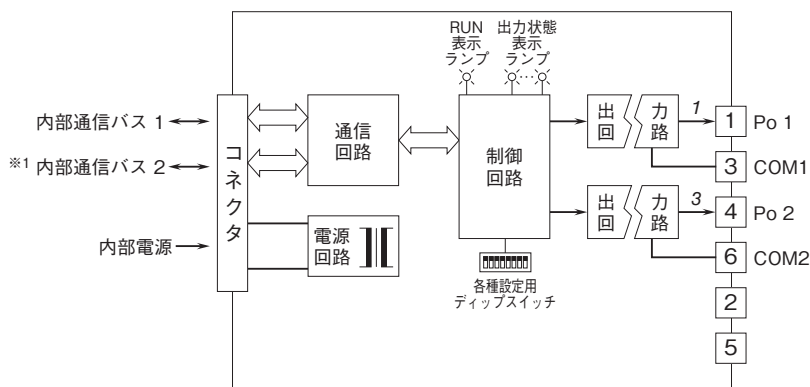 RUN
表示
ランプ
出力状態
表示
ランプ
内部通信バス 1
※1 内部通信バス 2
内部電源
コネクタ
通信
回路
電源
回路
制御
回路
各種設定用
ディップスイッチ
出 力
回 路
1
1 Po 1
3 COM1
出 力
回 路
3
4 Po 2
6 COM2
2
5